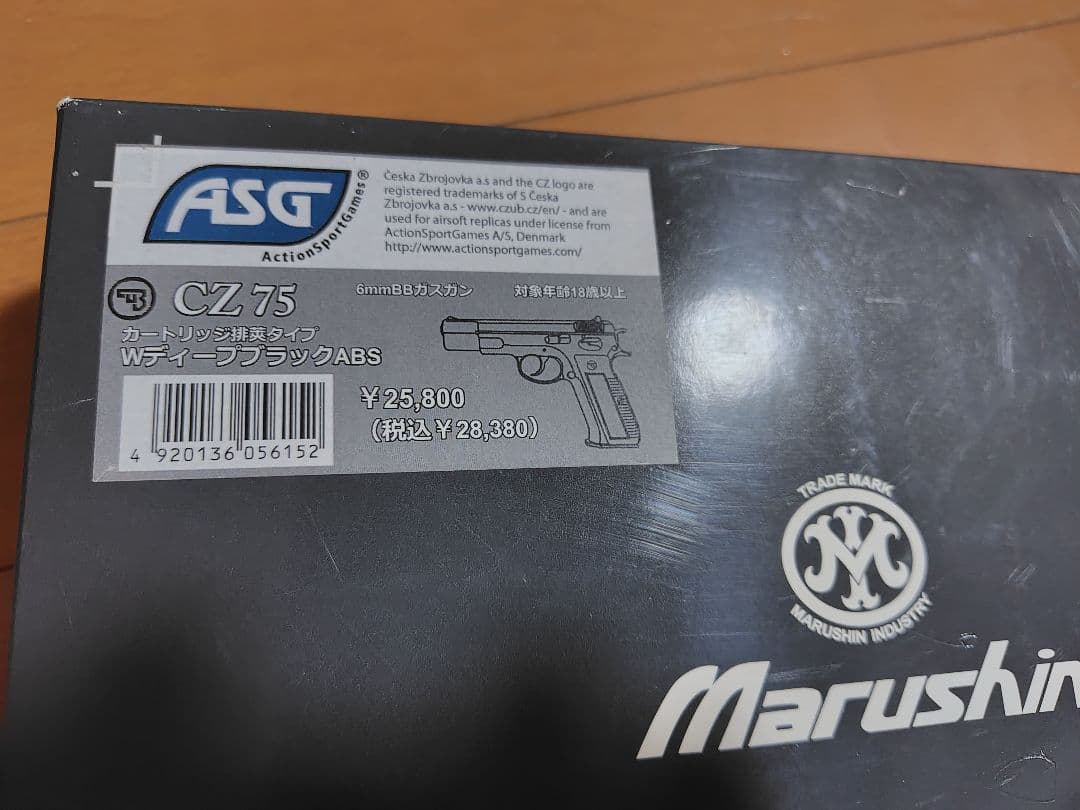 ASG®
ActionSportGames
Česka Zbrojovka a.s and the CZ logo are
registered trademarks of S Česka
Zbrojovka a.s - www.czub.cz/en/ - and are
used for airsoft replicas under license from
ActionSportGames A/S, Denmark
http://www.actionsportgames.com/
CZ 75
6mmBBガスガン
対象年齢18歳以上
カートリッジ排莢タイプ
WディープブラックABS
¥25,800
(税込¥28,380)
4 920136 056152
TRADE MARK
M
MARUSHIN INDUSTRY
Marushin